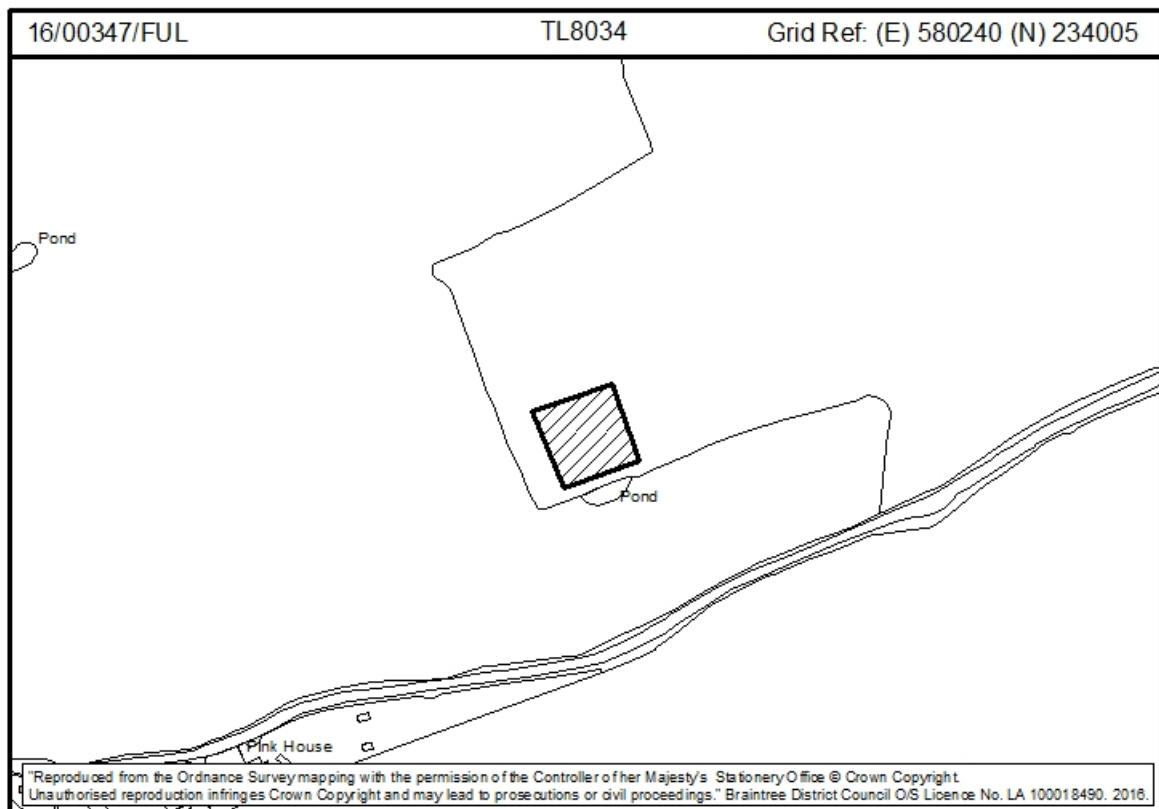 16/00347/FUL TL8034 Grid Ref: (E) 580240 (N) 234005
Pond
Pond
Pink House
"Reproduced from the Ordnance Survey mapping with the permission of the Controller of her Majesty's Stationery Office © Crown Copyright.
Unauthorised reproduction infringes Crown Copyright and may lead to prosecutions or civil proceedings." Braintree District Council O/S Licence No. LA 100018490. 2016.